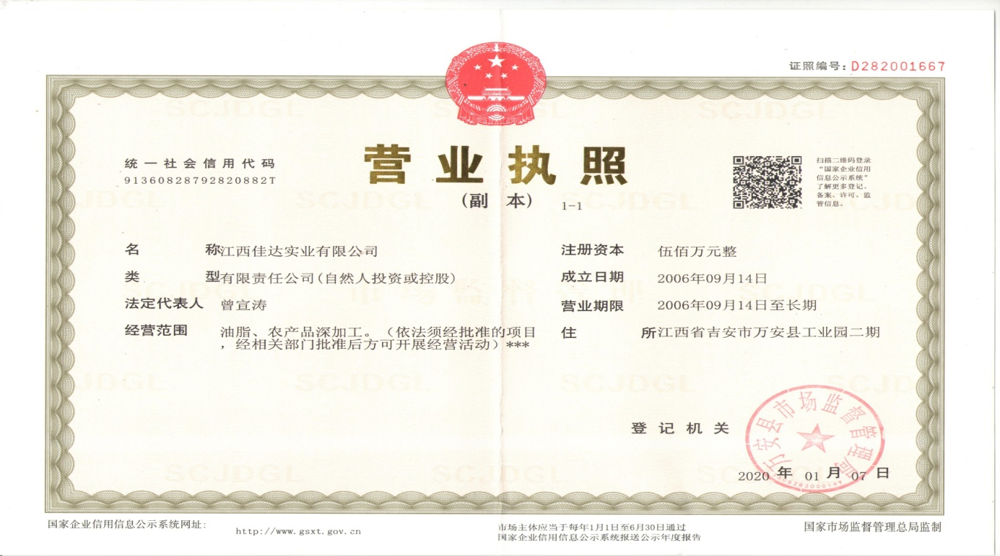 证照编号:D282001667
统一社会信用代码
91360828792820882T
营业执照
(副 本) 1-1
扫描二维码登录
“国家企业信用
信息公示系统”
了解更多登记、
备案、许可、监
管信息。
名 称 江西佳达实业有限公司
类 型 有限责任公司(自然人投资或控股)
法定代表人 曾宣涛
经营范围 油脂、农产品深加工。（依法须经批准的项目
，经相关部门批准后方可开展经营活动）***
注册资本 伍佰万元整
成立日期 2006年09月14日
营业期限 2006年09月14日至长期
住 所 江西省吉安市万安县工业园二期
登记机关
万安县市场监督管理局
2020 年 01 月 07 日
国家企业信用信息公示系统网址:
http://www.gsxt.gov.cn
市场主体应当于每年1月1日至6月30日通过
国家企业信用信息公示系统报送公示年度报告
国家市场监督管理总局监制
SCJDGL
市场监督管理